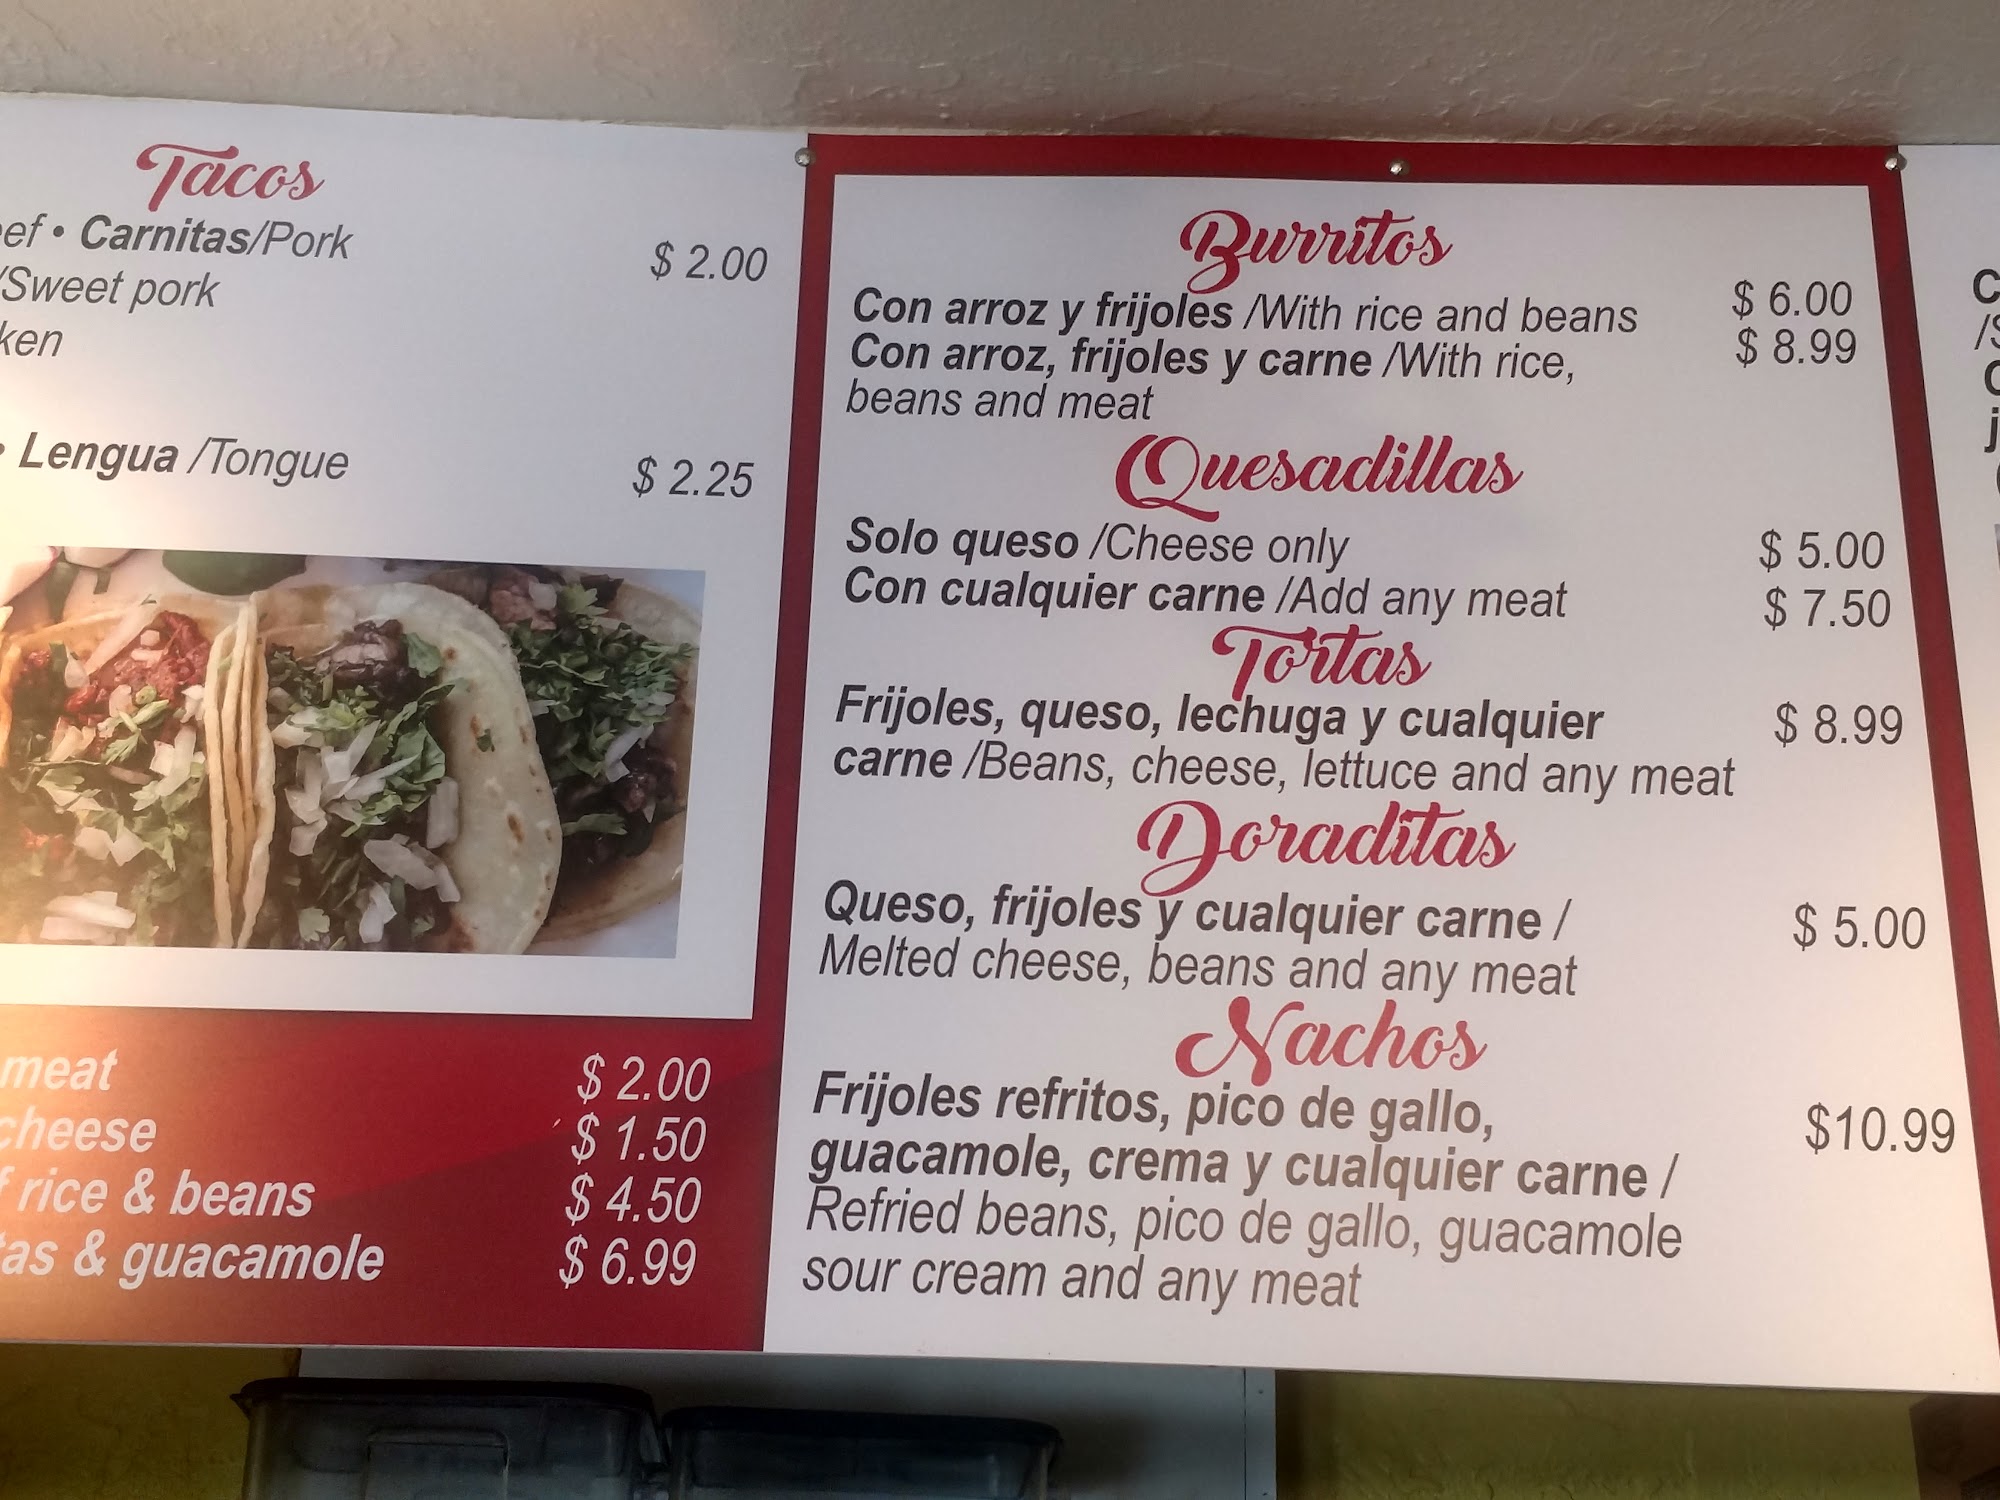 Tacos
• Carnitas/Pork $ 2.00
/Sweet pork
• Lengua /Tongue $ 2.25
meat $ 2.00
cheese $ 1.50
rice & beans $ 4.50
& guacamole $ 6.99
Burritos
Con arroz y frijoles /With rice and beans $ 6.00
Con arroz, frijoles y carne /With rice, $ 8.99
beans and meat
Quesadillas
Solo queso /Cheese only $ 5.00
Con cualquier carne /Add any meat $ 7.50
Tortas
Frijoles, queso, lechuga y cualquier $ 8.99
carne /Beans, cheese, lettuce and any meat
Doraditas
Queso, frijoles y cualquier carne / $ 5.00
Melted cheese, beans and any meat
Nachos
Frijoles refritos, pico de gallo, $10.99
guacamole, crema y cualquier carne /
Refried beans, pico de gallo, guacamole
sour cream and any meat